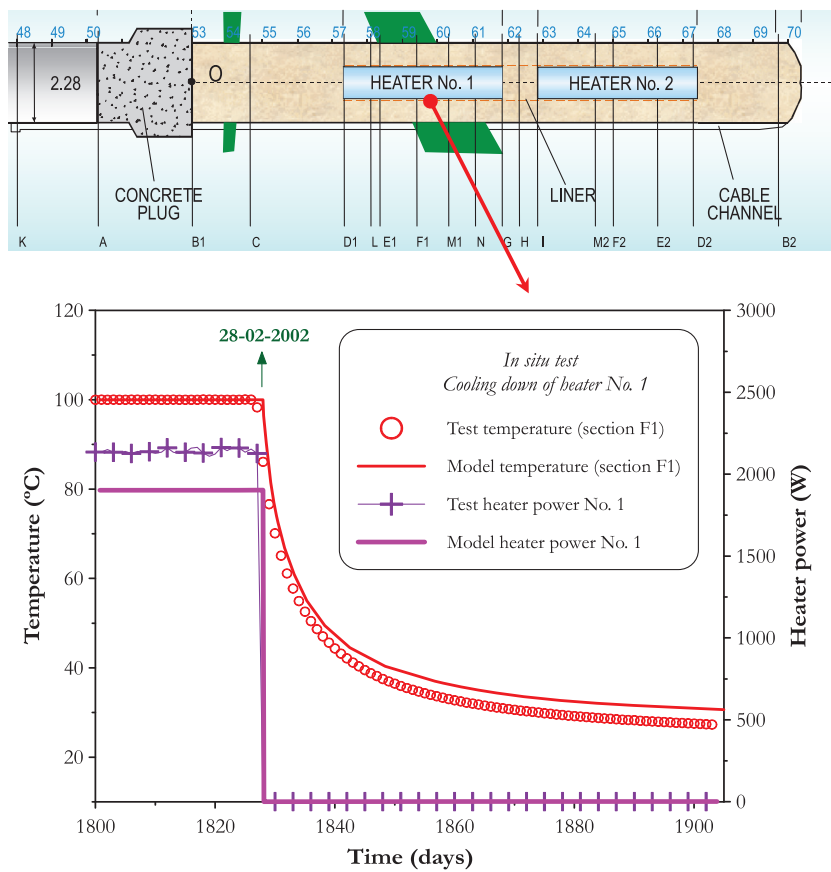 48 49 50 53 54 55 57 58 59 60 61 62 63 64 65 66 67 68 69 70
O
2.28
HEATER No. 1
HEATER No. 2
CONCRETE
PLUG
LINER
CABLE
CHANNEL
K A B1 C D1 L E1 F1 M1 N G H I M2 F2 E2 D2 B2
120
100
80
60
40
20
Temperature (ºC)
3000
2500
2000
1500
1000
500
0
Heater power (W)
28-02-2002
In situ test
Cooling down of heater No. 1
Test temperature (section F1)
Model temperature (section F1)
Test heater power No. 1
Model heater power No. 1
1800 1820 1840 1860 1880 1900
Time (days)